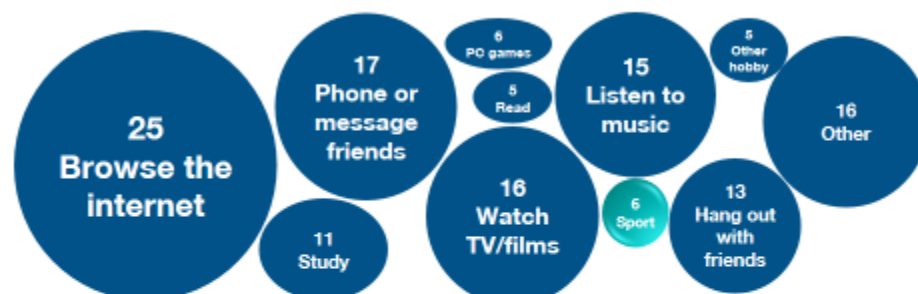 25
Browse the
internet
17
Phone or
message
friends
11
Study
6
PC games
5
Read
16
Watch
TV/films
15
Listen to
music
6
Sport
5
Other
hobby
13
Hang out
with
friends
16
Other